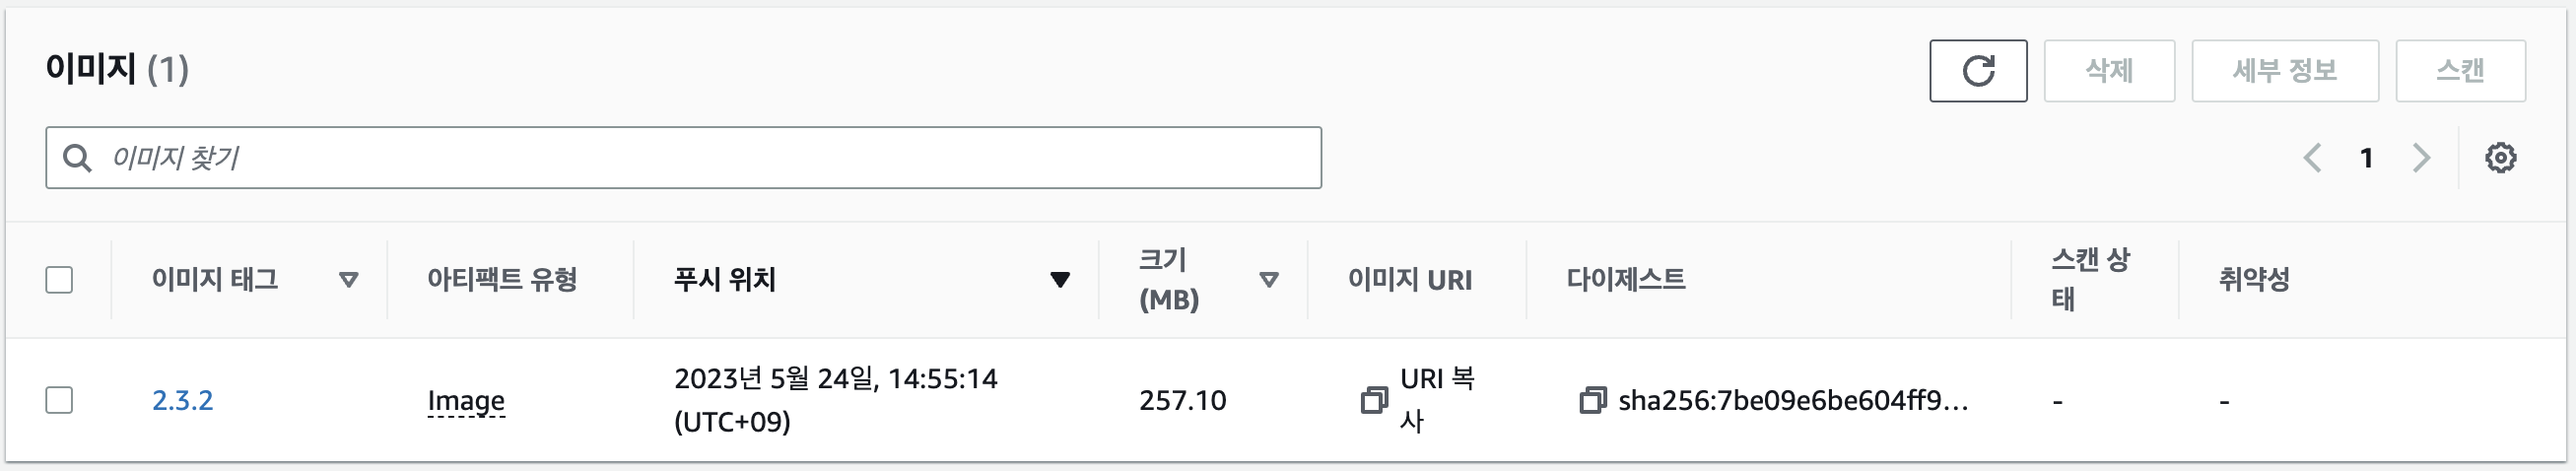 이미지 (1)
삭제
세부 정보
스캔
이미지 찾기
1
이미지 태그
아티팩트 유형
푸시 위치
크기
(MB)
이미지 URI
다이제스트
스캔 상
태
취약성
2.3.2
Image
2023년 5월 24일, 14:55:14
(UTC+09)
257.10
URI 복
사
sha256:7be09e6be604ff9...
-
-